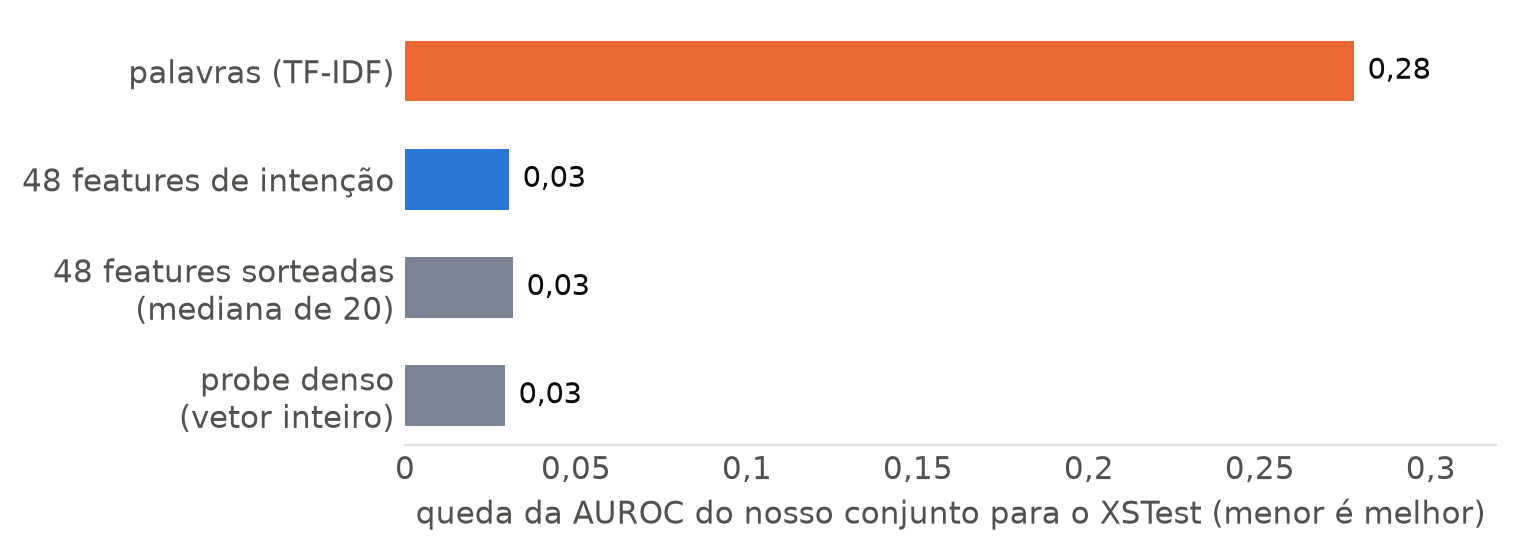 palavras (TF-IDF)
0,28
48 features de intenção
0,03
48 features sorteadas
(mediana de 20)
0,03
probe denso
(vetor inteiro)
0,03
0 0,05 0,1 0,15 0,2 0,25 0,3
queda da AUROC do nosso conjunto para o XSTest (menor é melhor)